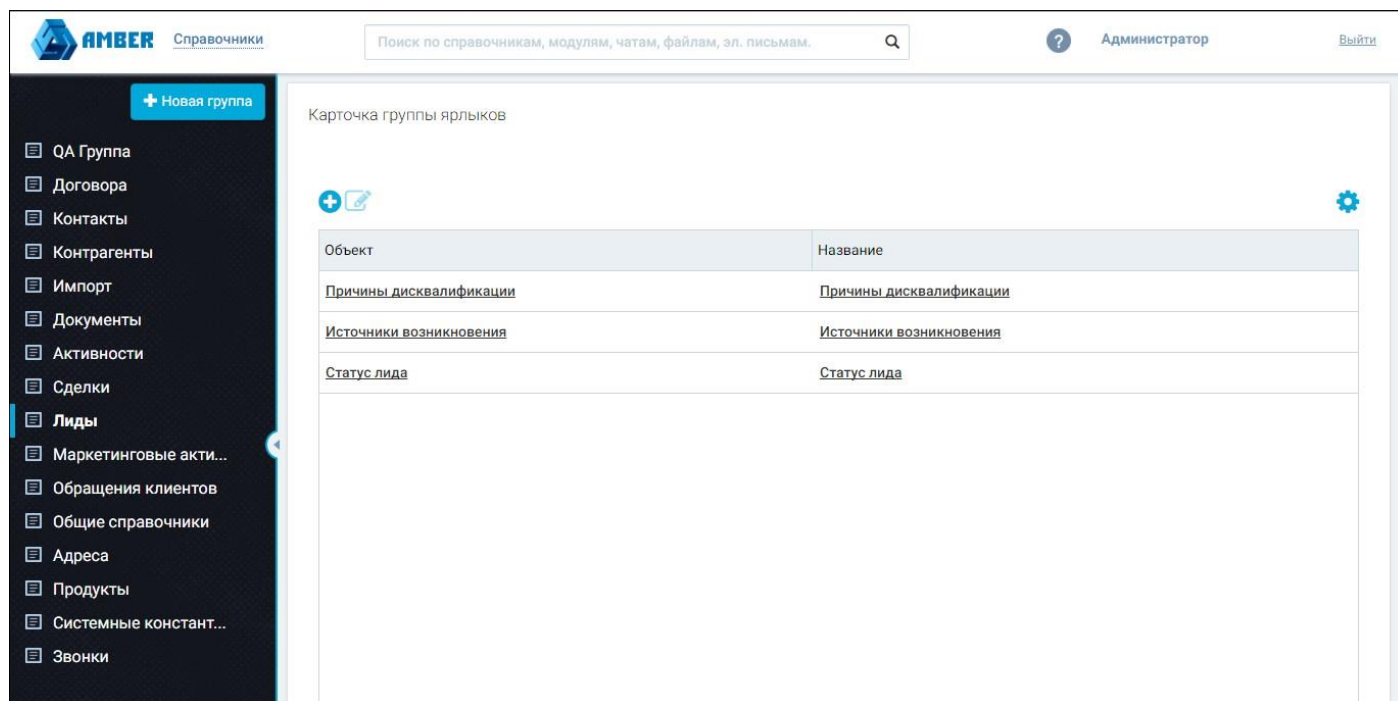 AMBER Справочники
Поиск по справочникам, модулям, чатам, файлам, эл. письмам.
? Администратор
Выйти
+ Новая группа
QA Группа
Договора
Контакты
Контрагенты
Импорт
Документы
Активности
Сделки
Лиды
Маркетинговые акти...
Обращения клиентов
Общие справочники
Адреса
Продукты
Системные констант...
Звонки
Карточка группы ярлыков
Объект Название
Причины дисквалификации Причины дисквалификации
Источники возникновения Источники возникновения
Статус лида Статус лида